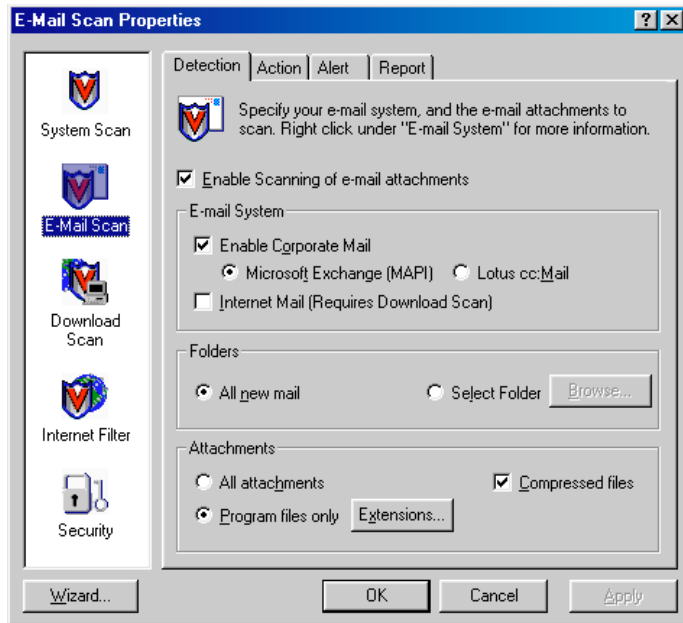 E-Mail Scan Properties
System Scan
E-Mail Scan
Download
Scan
Internet Filter
Security
Detection Action Alert Report
Specify your e-mail system, and the e-mail attachments to
scan. Right click under "E-mail System" for more information.
Enable Scanning of e-mail attachments
E-mail System
Enable Corporate Mail
Microsoft Exchange (MAPI) Lotus cc:Mail
Internet Mail (Requires Download Scan)
Folders
All new mail Select Folder Browse...
Attachments
All attachments Compressed files
Program files only Extensions...
Wizard... OK Cancel Apply